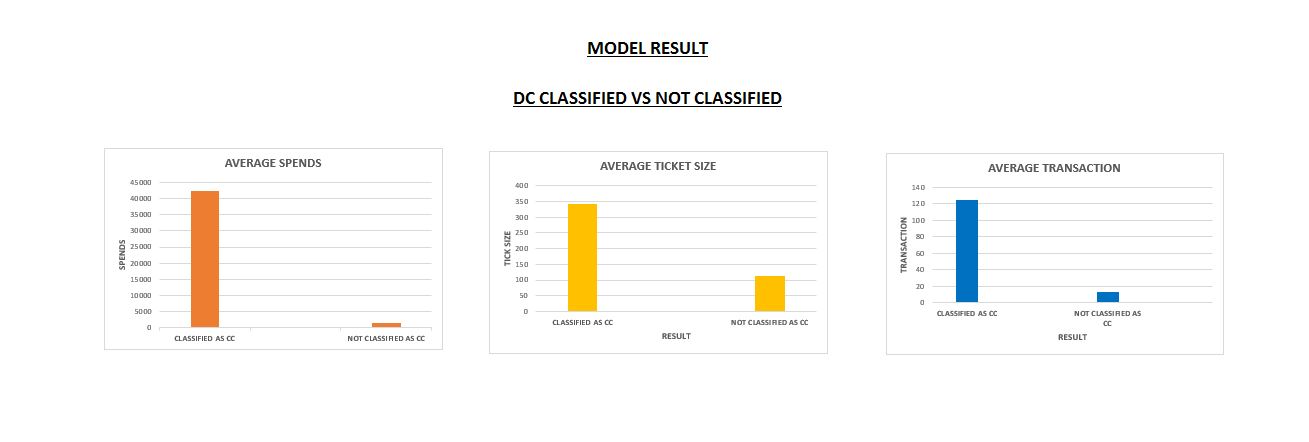 MODEL RESULT
DC CLASSIFIED VS NOT CLASSIFIED
AVERAGE SPENDS
45000
40000
35000
30000
25000
20000
15000
10000
5000
0
SPENDS
CLASSIFIED AS CC
NOT CLASSIFIED AS CC
AVERAGE TICKET SIZE
400
350
300
250
200
150
100
50
0
TICK SIZE
CLASSIFIED AS CC
NOT CLASSIFIED AS CC
RESULT
AVERAGE TRANSACTION
140
120
100
80
60
40
20
0
TRANSACTION
CLASSIFIED AS CC
NOT CLASSIFIED AS
CC
RESULT